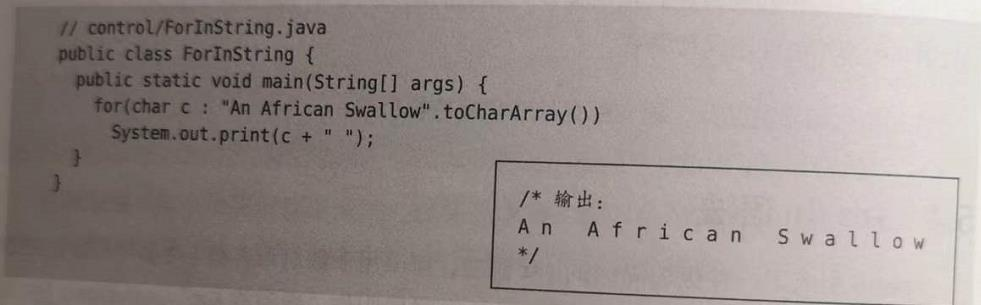 // control/ForInString.java
public class ForInString {
  public static void main(String[] args) {
    for(char c : "An African Swallow".toCharArray())
      System.out.print(c + " ");
  }
}
/* 输出:
A n   A f r i c a n   S w a l l o w
*/